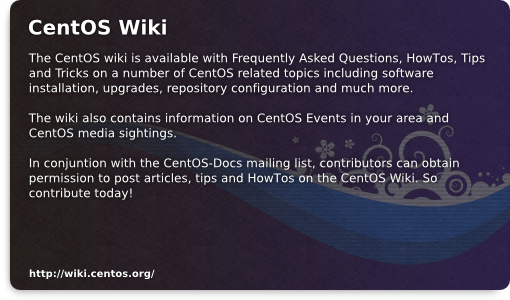 CentOS Wiki
The CentOS wiki is available with Frequently Asked Questions, HowTos, Tips
and Tricks on a number of CentOS related topics including software
installation, upgrades, repository configuration and much more.
The wiki also contains information on CentOS Events in your area and
CentOS media sightings.
In conjuntion with the CentOS-Docs mailing list, contributors can obtain
permission to post articles, tips and HowTos on the CentOS Wiki. So
contribute today!
http://wiki.centos.org/